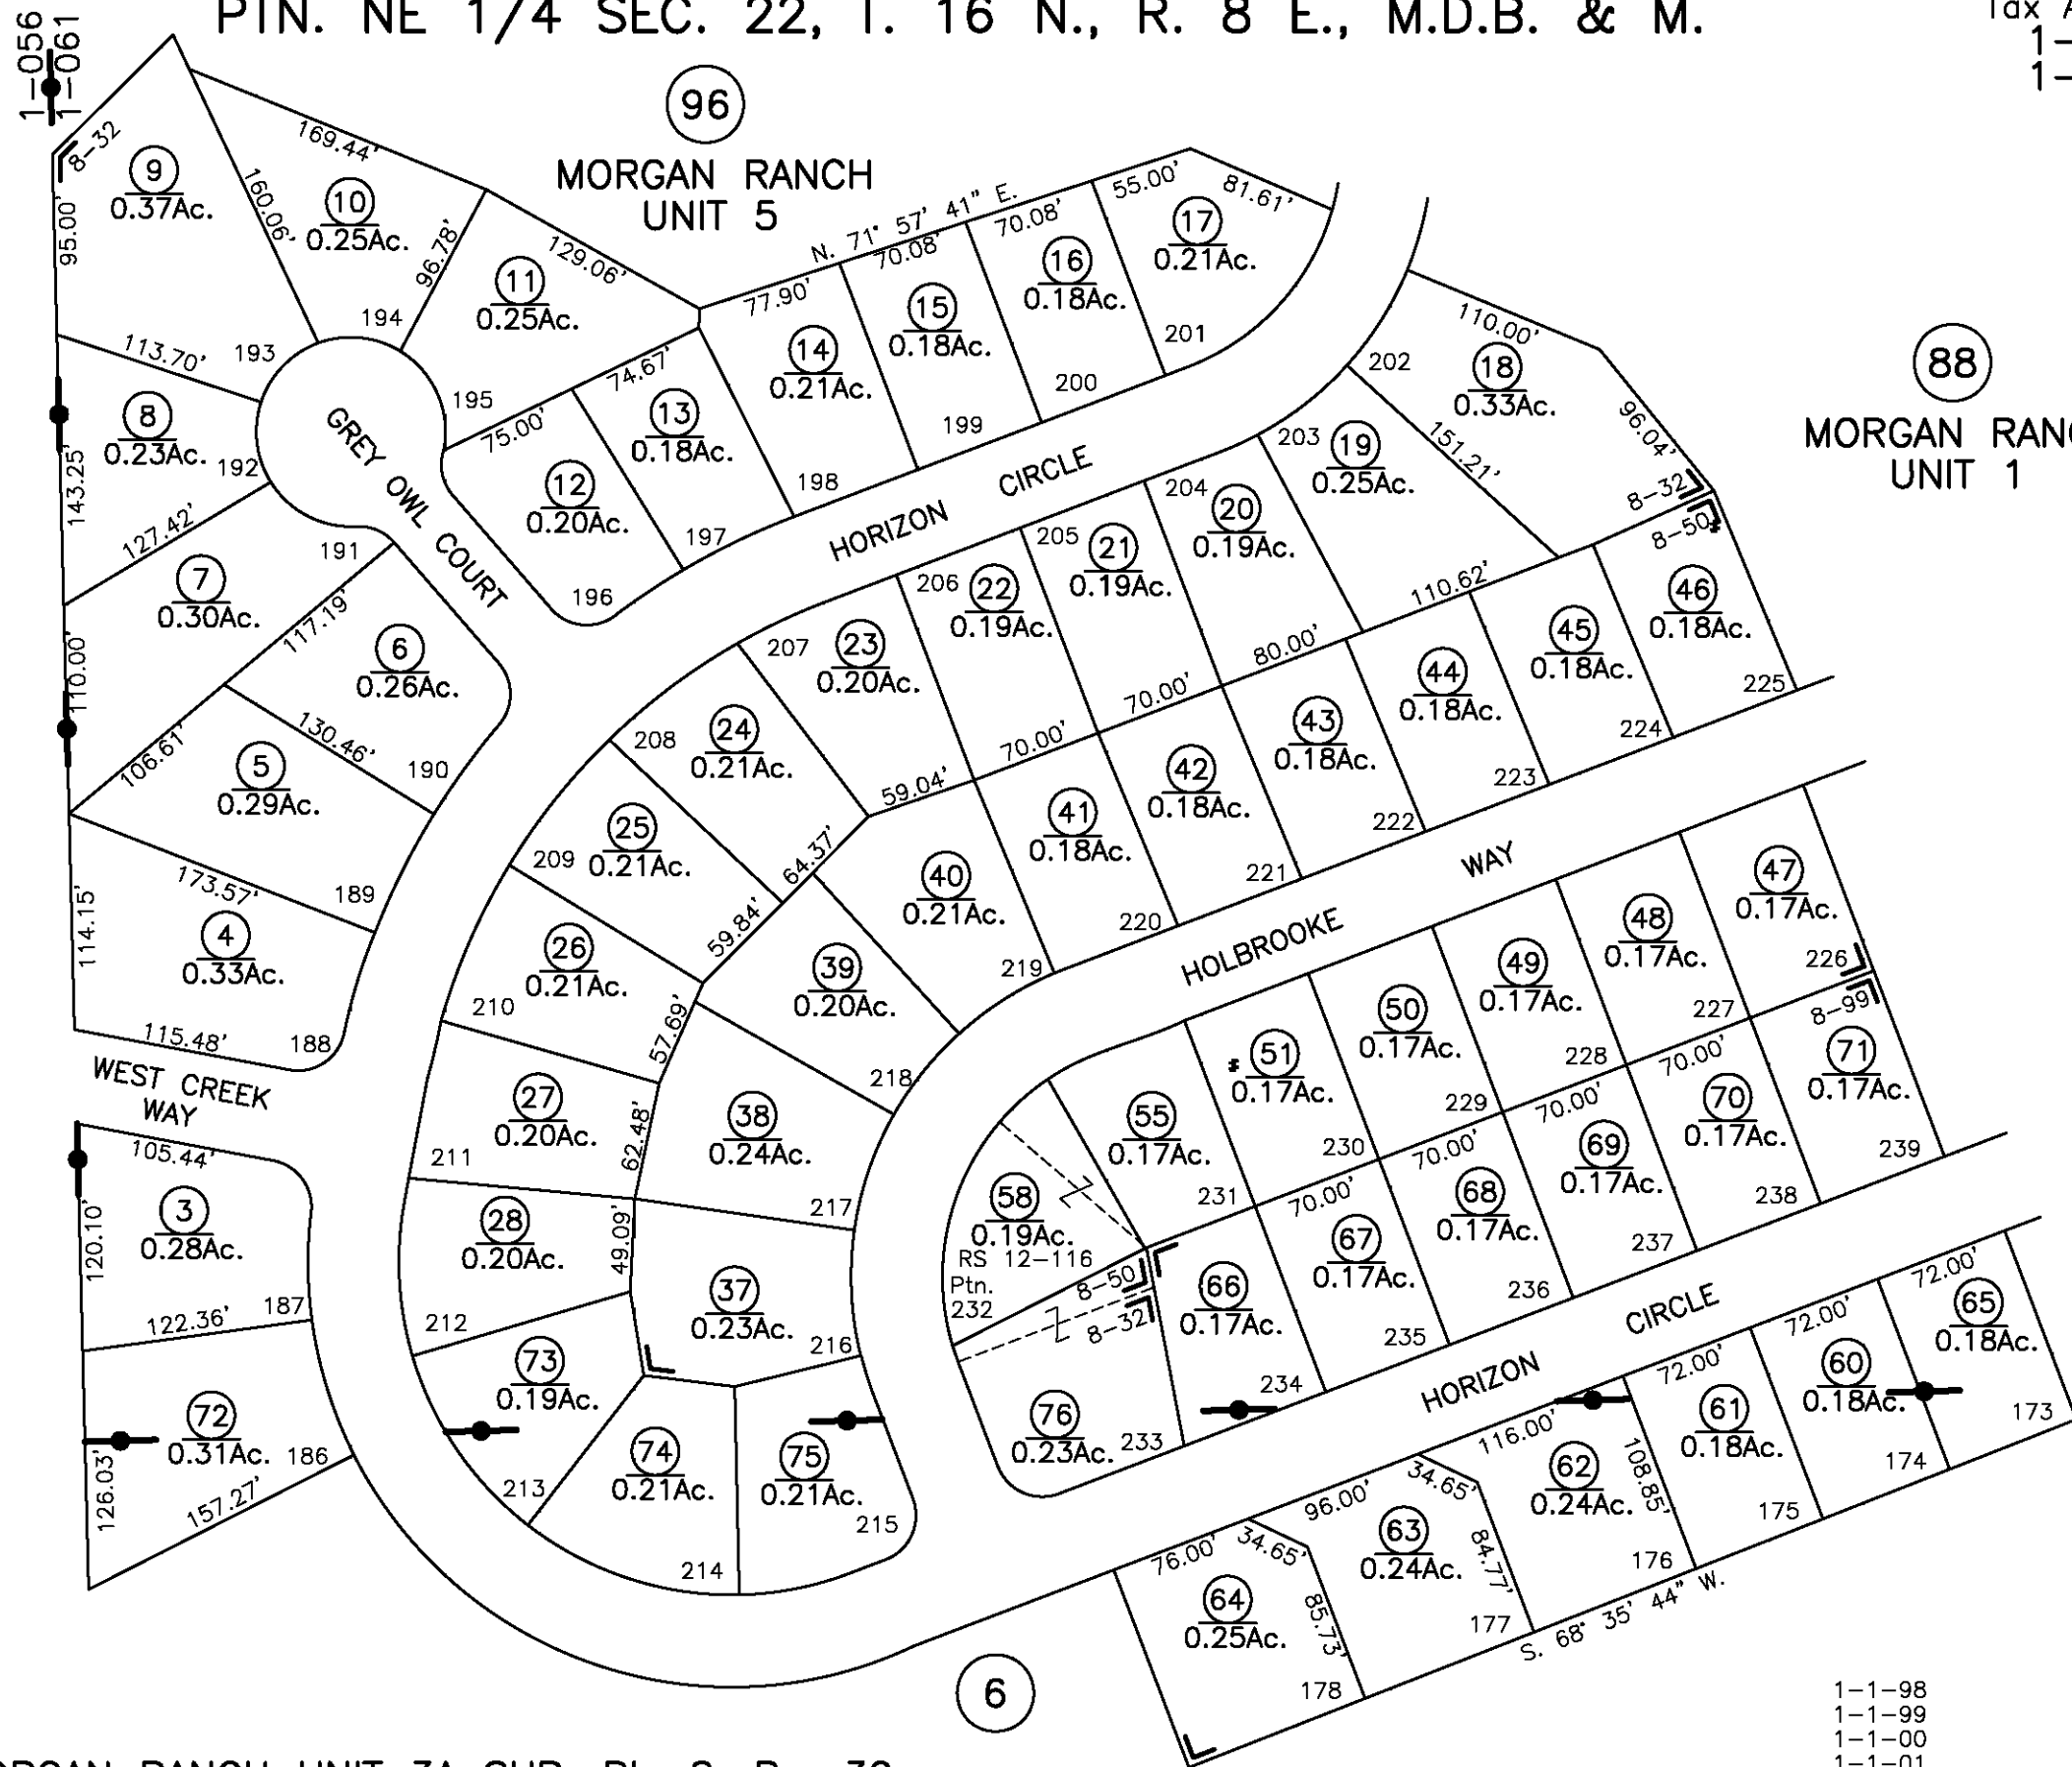 PTN. NE 1/4 SEC. 22, T. 16 N., R. 8 E., M.D.B. & M.
1-056
1-061
96
MORGAN RANCH
UNIT 5
88
UNIT 1
8-32
9
0.37Ac.
95.00'
160.06'
169.44'
10
0.25Ac.
96.78'
194
11
0.25Ac.
129.06'
195
113.70'
193
8
0.23Ac.
192
143.25'
127.42'
GREY OWL COURT
7
0.30Ac.
191
110.00'
117.19'
6
0.26Ac.
106.61'
130.46'
190
5
0.29Ac.
173.57'
189
114.15'
4
0.33Ac.
115.48'
188
WEST CREEK
WAY
105.44'
3
0.28Ac.
120.10'
122.36'
187
72
0.31Ac.
186
126.03'
157.27'
75.00'
12
0.20Ac.
196
74.67'
13
0.18Ac.
197
77.90'
14
0.21Ac.
198
N. 71° 57' 41" E.
70.08'
15
0.18Ac.
199
70.08'
16
0.18Ac.
200
55.00'
81.61'
17
0.21Ac.
201
HORIZON CIRCLE
202
110.00'
18
0.33Ac.
96.04'
151.21'
8-32
8-50
203
19
0.25Ac.
110.62'
204
20
0.19Ac.
80.00'
205
21
0.19Ac.
70.00'
206
22
0.19Ac.
70.00'
207
23
0.20Ac.
59.04'
208
24
0.21Ac.
64.37'
209
25
0.21Ac.
59.84'
26
0.21Ac.
210
57.69'
27
0.20Ac.
211
62.48'
28
0.20Ac.
212
49.09'
73
0.19Ac.
213
74
0.21Ac.
214
75
0.21Ac.
215
37
0.23Ac.
216
38
0.24Ac.
217
39
0.20Ac.
218
40
0.21Ac.
219
41
0.18Ac.
220
42
0.18Ac.
221
43
0.18Ac.
222
44
0.18Ac.
223
45
0.18Ac.
224
46
0.18Ac.
225
HOLBROOKE WAY
47
0.17Ac.
226
8-99
48
0.17Ac.
227
49
0.17Ac.
228
50
0.17Ac.
229
51
0.17Ac.
230
55
0.17Ac.
231
58
0.19Ac.
RS 12-116
Ptn.
232
8-50
8-32
76
0.23Ac.
233
66
0.17Ac.
234
70.00'
67
0.17Ac.
235
70.00'
68
0.17Ac.
236
70.00'
69
0.17Ac.
237
70.00'
70
0.17Ac.
238
71
0.17Ac.
239
HORIZON CIRCLE
72.00'
65
0.18Ac.
173
72.00'
60
0.18Ac.
174
72.00'
61
0.18Ac.
175
116.00'
62
0.24Ac.
108.85'
176
96.00'
34.65'
63
0.24Ac.
84.77'
177
76.00'
34.65'
64
0.25Ac.
85.73'
178
S. 68° 35' 44" W.
6
1-1-98
1-1-99
1-1-00
1-1-01